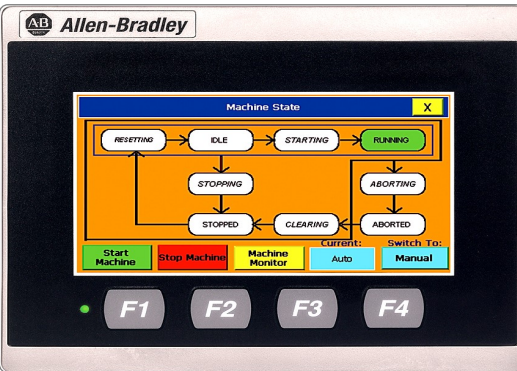 AB Allen-Bradley
Machine State
X
RESETTING
IDLE
STARTING
RUNNING
STOPPING
ABORTING
STOPPED
CLEARING
ABORTED
Current:
Switch To:
Start
Machine
Stop Machine
Machine
Monitor
Auto
Manual
F1
F2
F3
F4